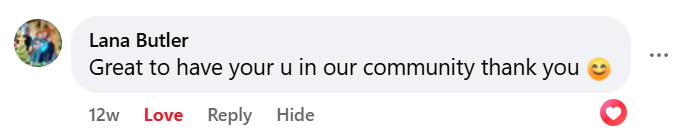 Lana Butler
Great to have your u in our community thank you 😊
12w Love Reply Hide